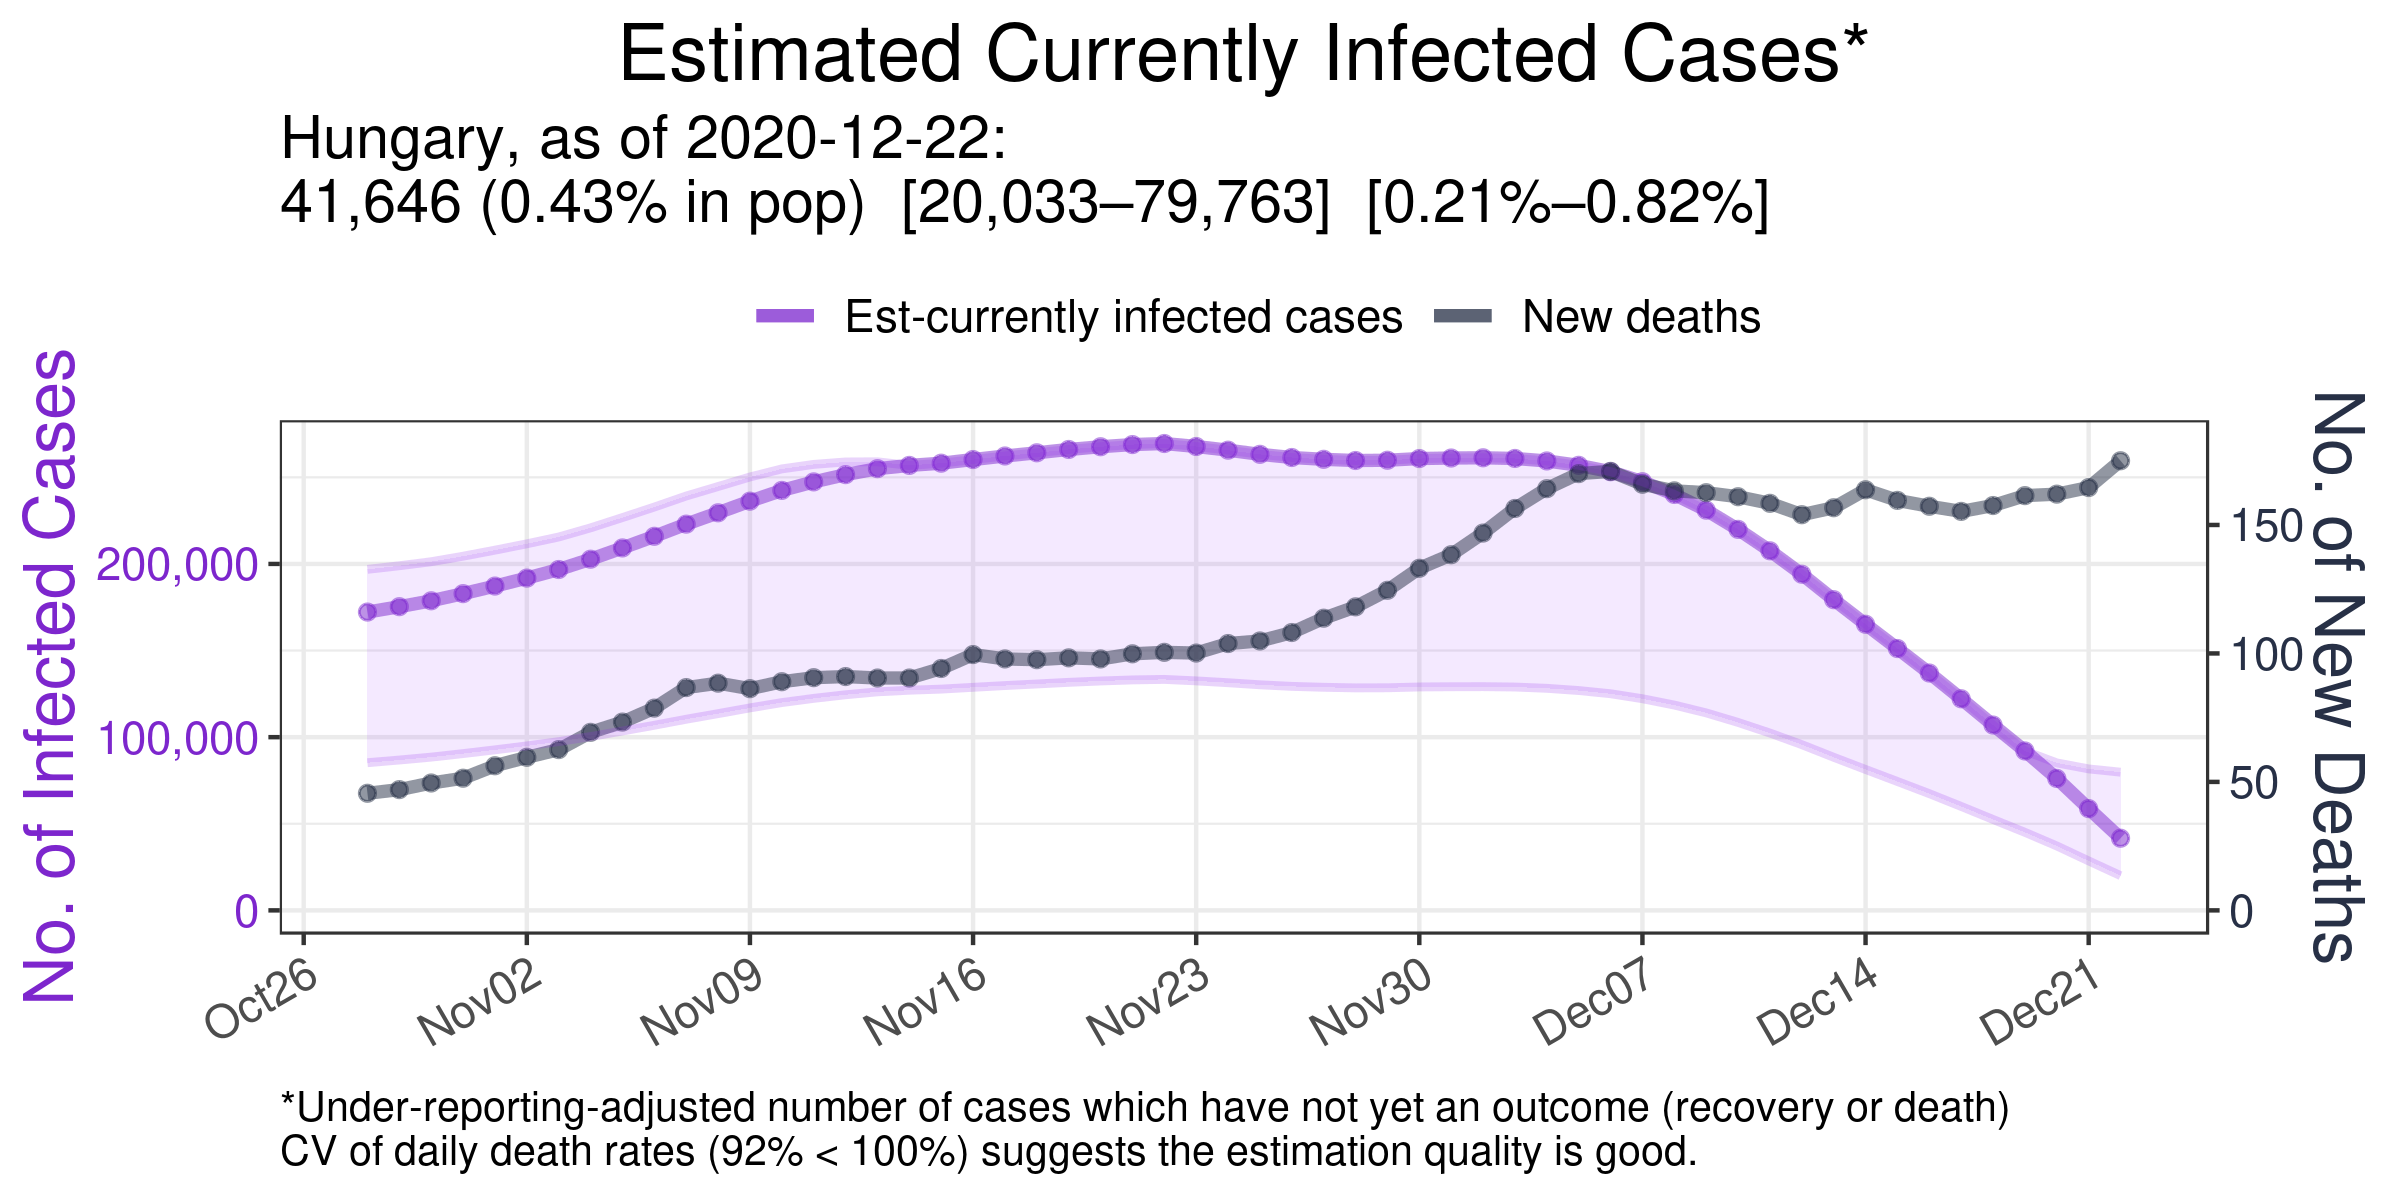 Estimated Currently Infected Cases*
Hungary, as of 2020-12-22:
41,646 (0.43% in pop)  [20,033–79,763]  [0.21%–0.82%]
Est-currently infected cases
New deaths
No. of Infected Cases
200,000
100,000
0
No. of New Deaths
150
100
50
0
Oct26
Nov02
Nov09
Nov16
Nov23
Nov30
Dec07
Dec14
Dec21
*Under-reporting-adjusted number of cases which have not yet an outcome (recovery or death)
CV of daily death rates (92% < 100%) suggests the estimation quality is good.